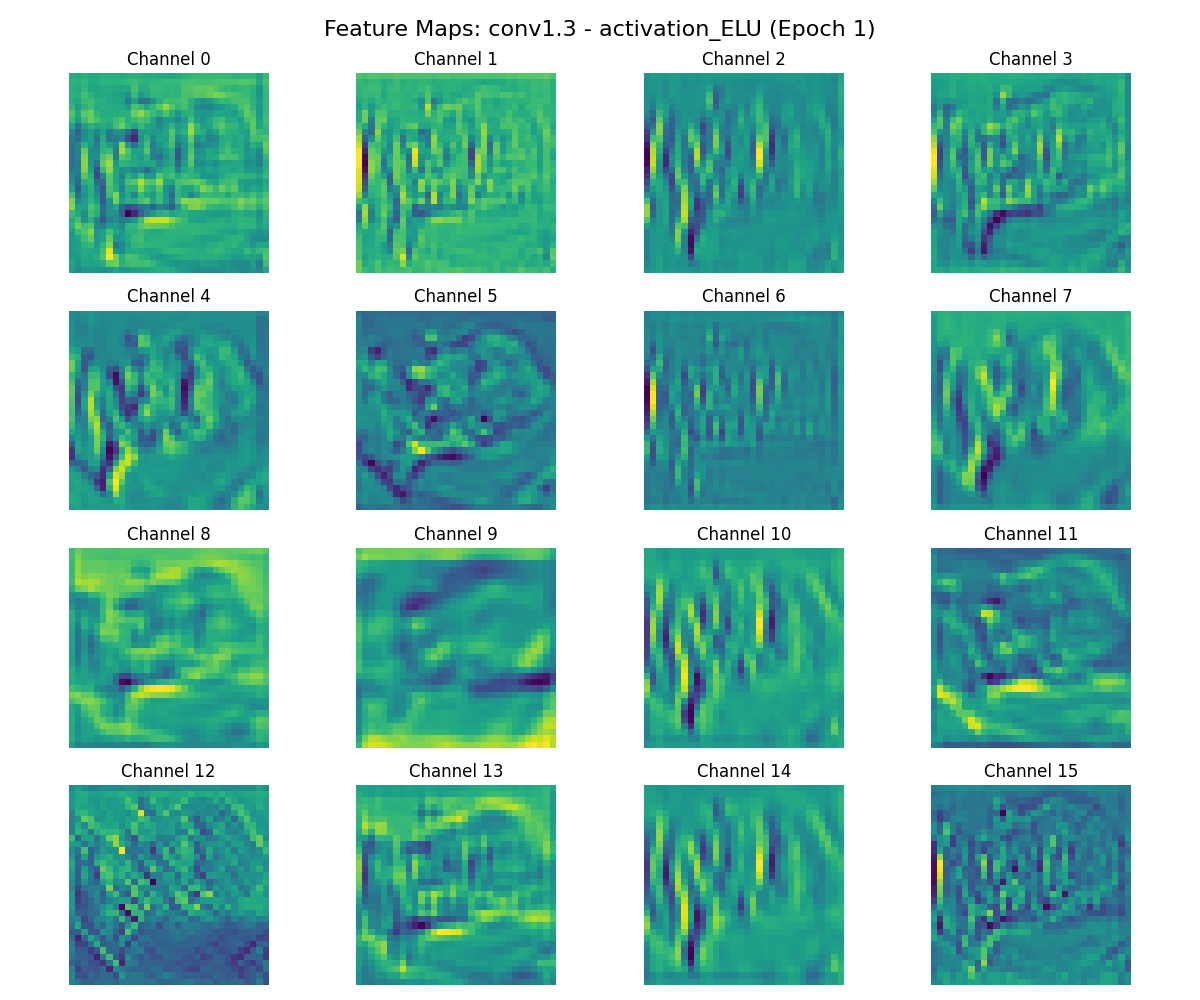 Feature Maps: conv1.3 - activation_ELU (Epoch 1)
Channel 0 Channel 1 Channel 2 Channel 3
Channel 4 Channel 5 Channel 6 Channel 7
Channel 8 Channel 9 Channel 10 Channel 11
Channel 12 Channel 13 Channel 14 Channel 15